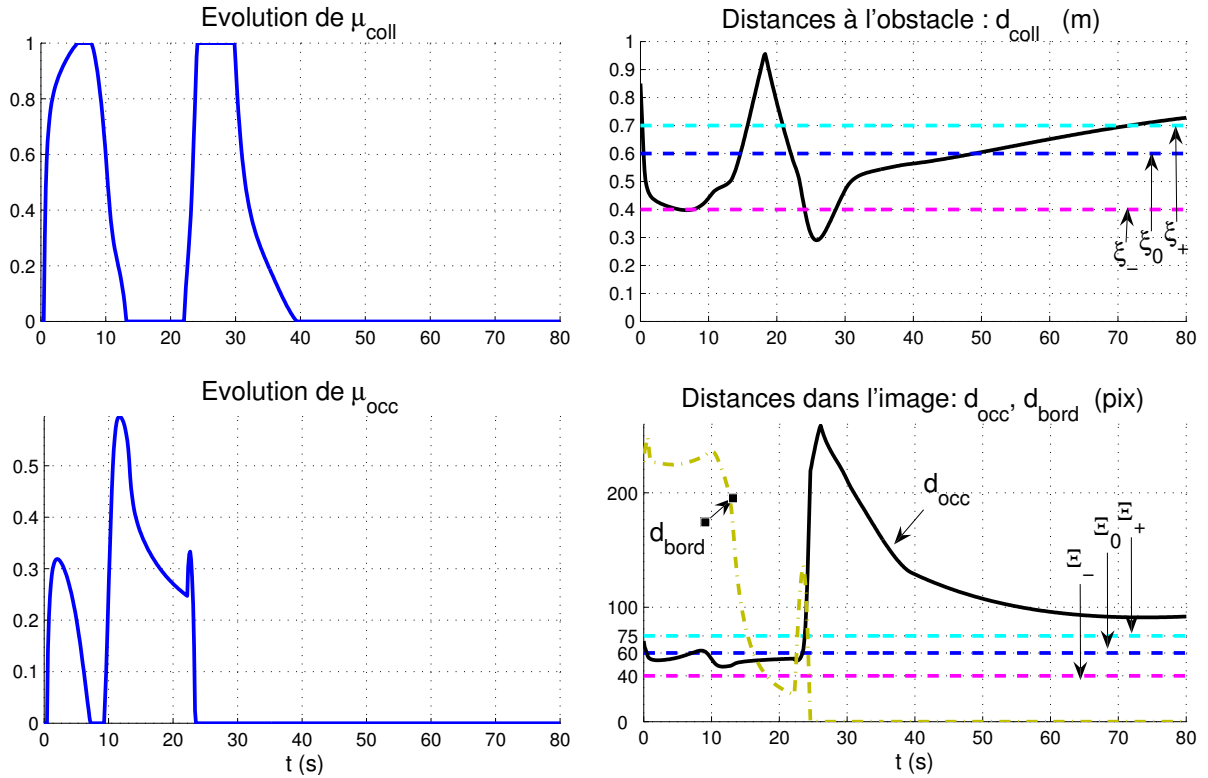 Evolution de μcoll
1
0.8
0.6
0.4
0.2
0
0 10 20 30 40 50 60 70 80
Distances à l'obstacle : dcoll (m)
1
0.9
0.8
0.7
0.6
0.5
0.4
0.3
0.2
0.1
0
0 10 20 30 40 50 60 70 80
ξ− ξ0 ξ+
Evolution de μocc
0.5
0.4
0.3
0.2
0.1
0
0 10 20 30 40 50 60 70 80
t (s)
Distances dans l'image: docc, dbord (pix)
200
100
75
60
40
0
0 10 20 30 40 50 60 70 80
t (s)
dbord
docc
Ξ− Ξ0 Ξ+